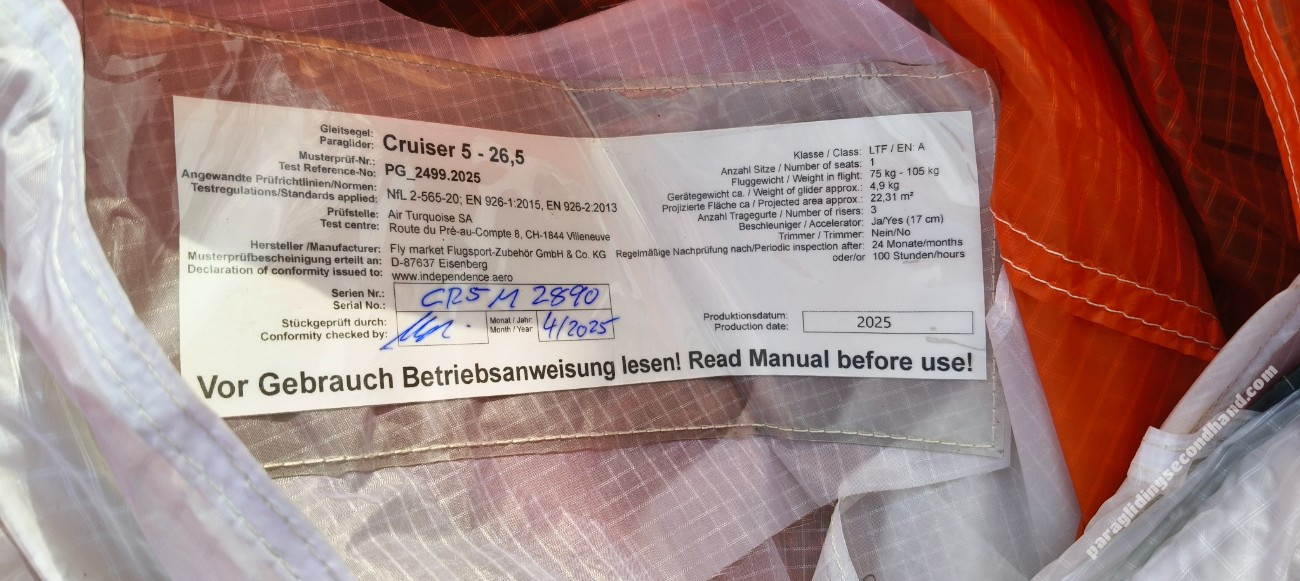 Gleitsegel:
Paraglider: Cruiser 5 - 26,5
Musterprüf-Nr.:
Test Reference-No: PG_2499.2025
Angewandte Prüfrichtlinien/Normen:
Testregulations/Standards applied: NfL 2-565-20; EN 926-1:2015, EN 926-2:2013
Prüfstelle: Air Turquoise SA
Test centre: Route du Pré-au-Compte 8, CH-1844 Villeneuve
Hersteller /Manufacturer: Fly market Flugsport-Zubehör GmbH & Co. KG
Musterprüfbescheinigung erteilt an: D-87637 Eisenberg
Declaration of conformity issued to: www.independence.aero
Serien Nr.:
Serial No.: CR5 M 2890
Stückgeprüft durch: Monat / Jahr:
Conformity checked by: Month / Year 4/2025
Klasse / Class: LTF / EN: A
Anzahl Sitze / Number of seats: 1
Fluggewicht / Weight in flight: 75 kg - 105 kg
Gerätegewicht ca. / Weight of glider approx.: 4,9 kg
Projizierte Fläche ca / Projected area approx.: 22,31 m²
Anzahl Tragegurte / Number of risers: 3
Beschleuniger / Accelerator: Ja/Yes (17 cm)
Trimmer / Trimmer: Nein/No
Regelmäßige Nachprüfung nach/Periodic inspection after: 24 Monate/months
oder/or 100 Stunden/hours
Produktionsdatum:
Production date: 2025
Vor Gebrauch Betriebsanweisung lesen! Read Manual before use!
paraglidingsecondhand.com